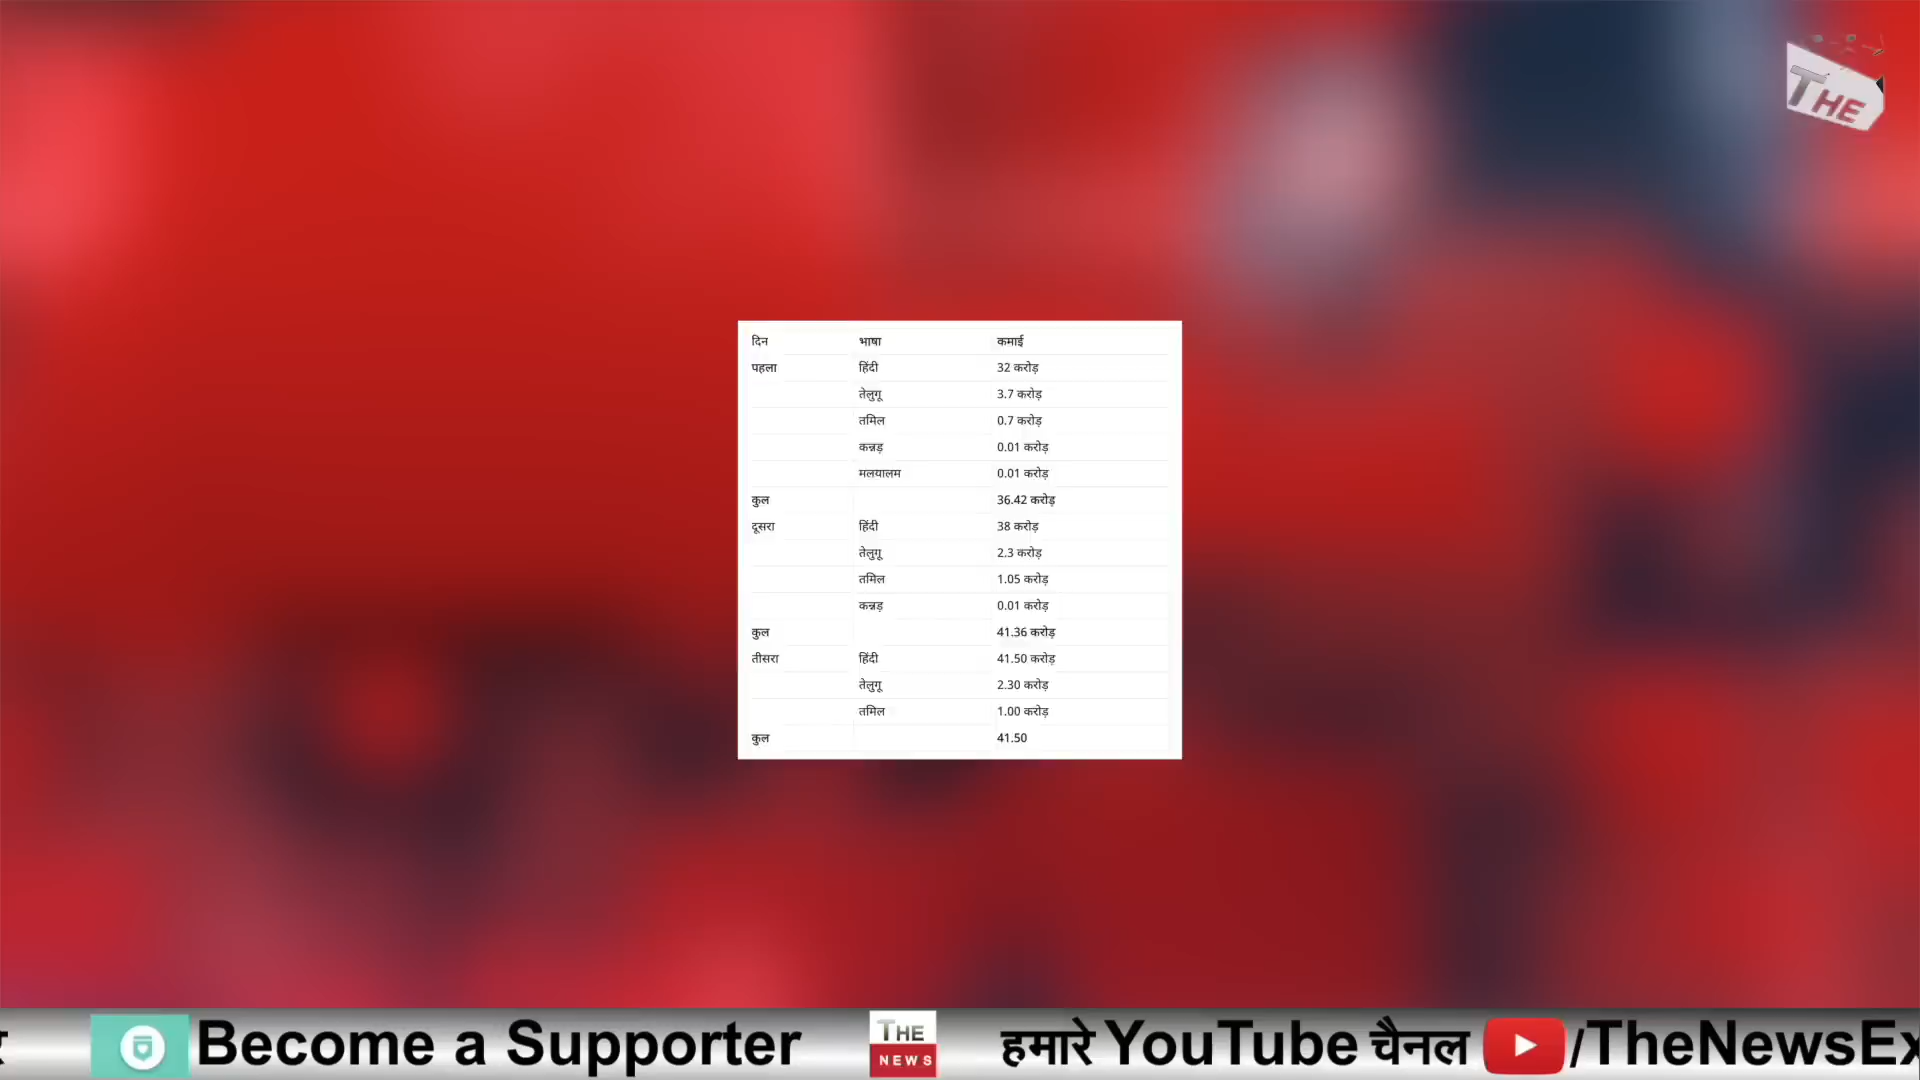 THE
दिन भाषा कमाई
पहला हिंदी 32 करोड़
तेलुगू 3.7 करोड़
तमिल 0.7 करोड़
कन्नड़ 0.01 करोड़
मलयालम 0.01 करोड़
कुल 36.42 करोड़
दूसरा हिंदी 38 करोड़
तेलुगू 2.3 करोड़
तमिल 1.05 करोड़
कन्नड़ 0.01 करोड़
कुल 41.36 करोड़
तीसरा हिंदी 41.50 करोड़
तेलुगू 2.30 करोड़
तमिल 1.00 करोड़
कुल 41.50
Become a Supporter THE NEWS हमारे YouTube चैनल /TheNewsEx